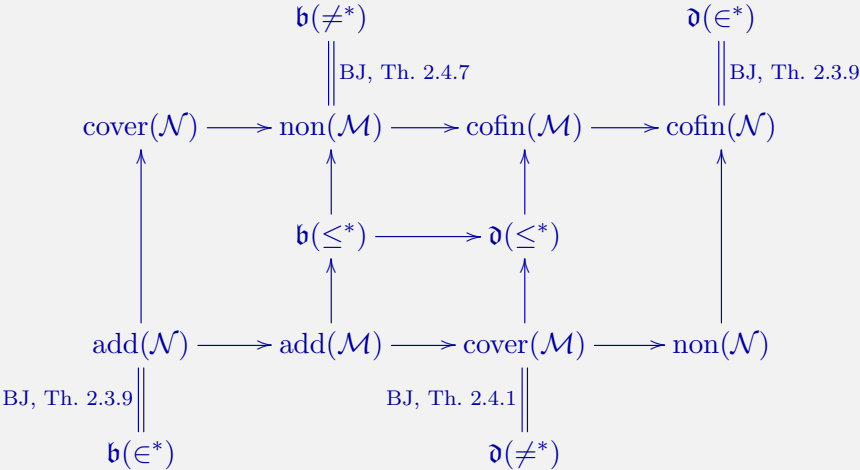 𝔟(≠*) 𝔡(∈*)
BJ, Th. 2.4.7 BJ, Th. 2.3.9
cover(𝒩) non(ℳ) cofin(ℳ) cofin(𝒩)
𝔟(≤*) 𝔡(≤*)
add(𝒩) add(ℳ) cover(ℳ) non(𝒩)
BJ, Th. 2.3.9 BJ, Th. 2.4.1
𝔟(∈*) 𝔡(≠*)